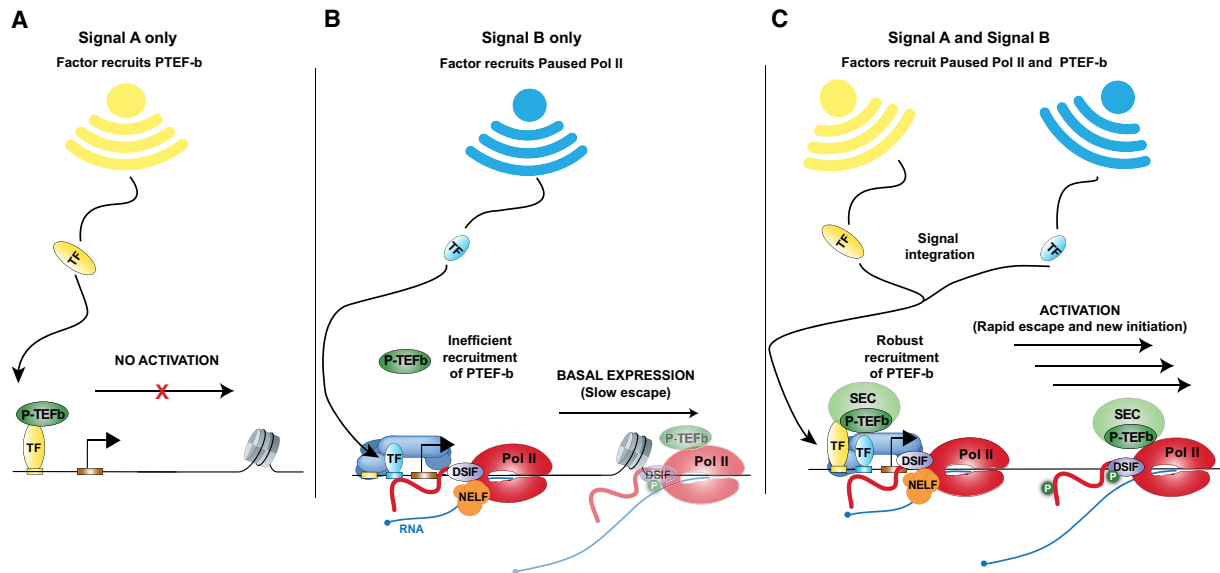 A
Signal A only
Factor recruits PTEF-b
TF
NO ACTIVATION
X
P-TEFb
TF
B
Signal B only
Factor recruits Paused Pol II
TF
P-TEFb
Inefficient
recruitment
of PTEF-b
BASAL EXPRESSION
(Slow escape)
TF
DSIF
Pol II
NELF
RNA
P-TEFb
Pol II
DSIF
P
C
Signal A and Signal B
Factors recruit Paused Pol II and PTEF-b
TF
Signal
integration
TF
ACTIVATION
(Rapid escape and new initiation)
Robust
recruitment
of PTEF-b
SEC
P-TEFb
TF
TF
DSIF
Pol II
NELF
SEC
P-TEFb
DSIF
Pol II
P
P